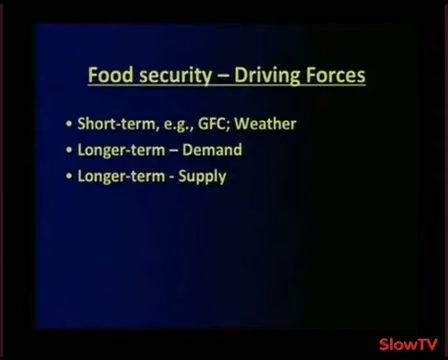 Food security – Driving Forces
• Short-term, e.g., GFC; Weather
• Longer-term – Demand
• Longer-term - Supply
SlowTV